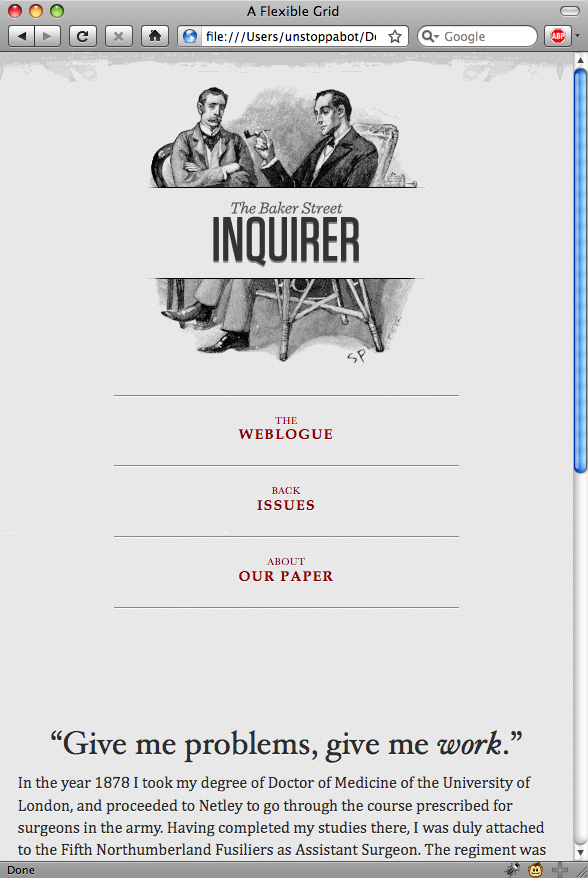 A Flexible Grid
file:///Users/unstoppabot/D
Google
ABP
The Baker Street
INQUIRER
SP
THE
WEBLOGUE
BACK
ISSUES
ABOUT
OUR PAPER
“Give me problems, give me work.”
In the year 1878 I took my degree of Doctor of Medicine of the University of
London, and proceeded to Netley to go through the course prescribed for
surgeons in the army. Having completed my studies there, I was duly attached
to the Fifth Northumberland Fusiliers as Assistant Surgeon. The regiment was
Done